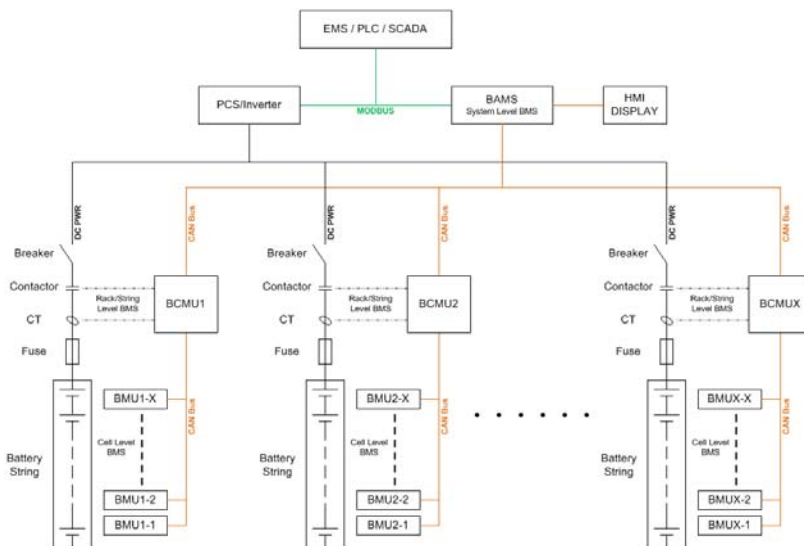 EMS / PLC / SCADA
PCS/Inverter
MODBUS
BAMS
System Level BMS
HMI
DISPLAY
DC PWR
CAN Bus
DC PWR
CAN Bus
DC PWR
CAN Bus
Breaker
Contactor
CT
Fuse
Rack/String
Level BMS
BCMU1
Breaker
Contactor
CT
Fuse
Rack/String
Level BMS
BCMU2
Breaker
Contactor
CT
Fuse
Rack/String
Level BMS
BCMUX
Battery
String
BMU1-X
Cell Level
BMS
BMU1-2
BMU1-1
CAN Bus
Battery
String
BMU2-X
Cell Level
BMS
BMU2-2
BMU2-1
CAN Bus
Battery
String
BMUX-X
Cell Level
BMS
BMUX-2
BMUX-1
CAN Bus